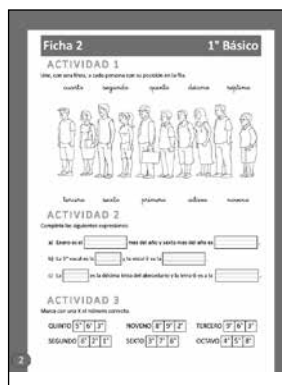 Ficha 2 1° Básico
ACTIVIDAD 1
Une, con una línea, a cada persona con su posición en la fila.
cuarto segundo quinto décimo séptimo
tercero sexto primero octavo noveno
ACTIVIDAD 2
Completa las siguientes expresiones:
a) Enero es el mes del año y sexto mes del año es .
b) La 5° vocal es la y la vocal E es la
c) La es la décima letra del abecedario y la letra G es la
ACTIVIDAD 3
Marca con una X el número correcto.
QUINTO 5° 6° 3° NOVENO 8° 9° 2° TERCERO 9° 6° 3°
SEGUNDO 6° 2° 1° SEXTO 3° 7° 6° OCTAVO 4° 5° 8°
2